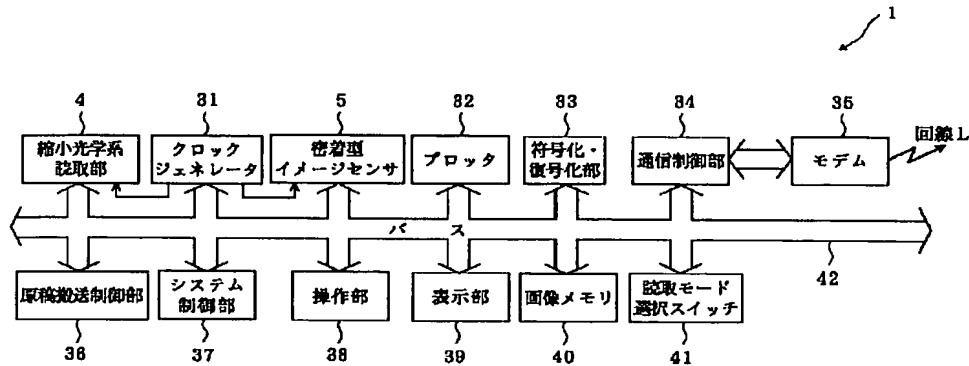 1
4
31
5
32
33
34
35
縮小光学系
読取部
クロック
ジェネレータ
密着型
イメージセンサ
プロッタ
符号化・
復号化部
通信制御部
モデム
回線L
バス
42
原稿搬送制御部
システム
制御部
操作部
表示部
画像メモリ
読取モード
選択スイッチ
36
37
38
39
40
41